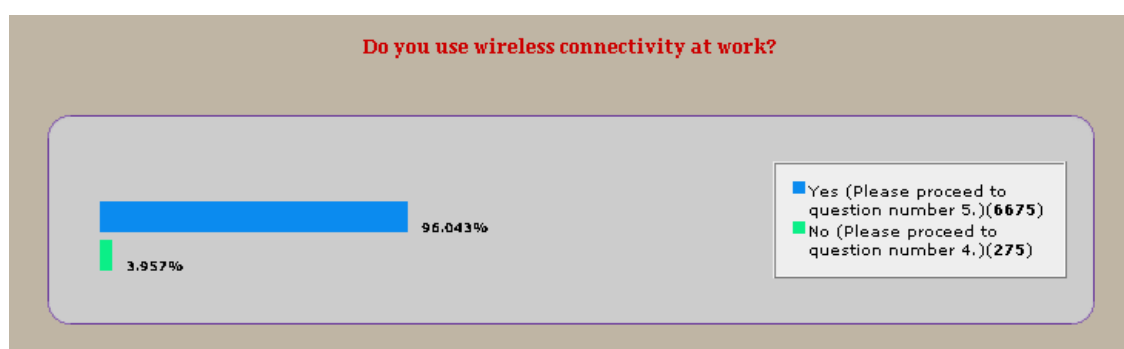 Do you use wireless connectivity at work?
Yes (Please proceed to
question number 5.)(6675)
No (Please proceed to
question number 4.)(275)
96.043%
3.957%